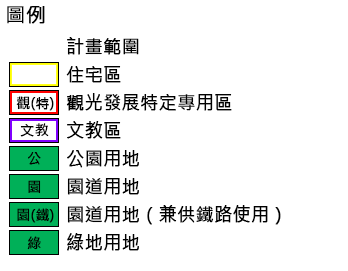 圖例
計畫範圍
住宅區
觀(特) 觀光發展特定專用區
文教 文教區
公 公園用地
園 園道用地
園(鐵) 園道用地(兼供鐵路使用)
綠 綠地用地